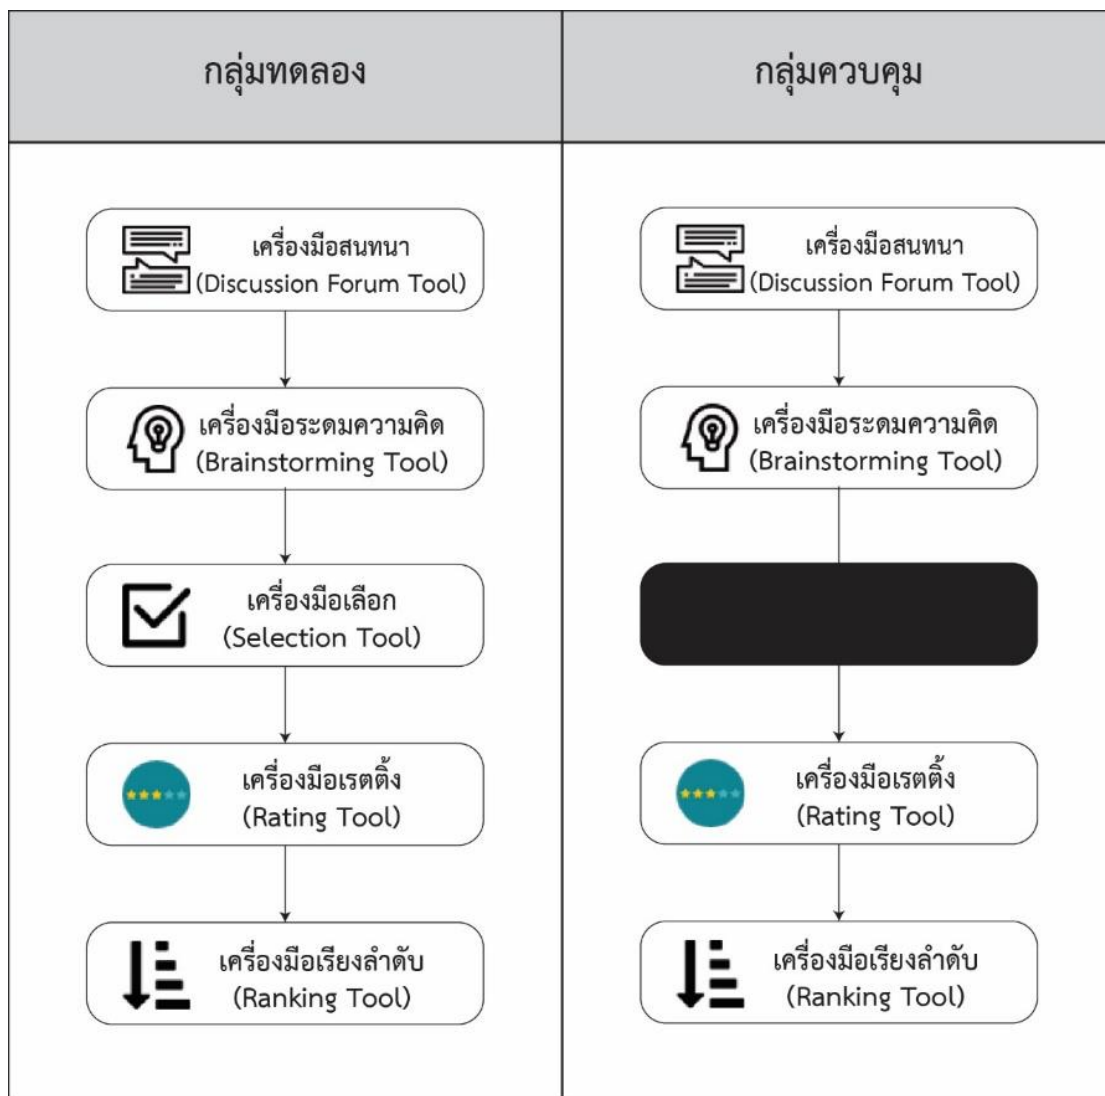 กลุ่มทดลอง
กลุ่มควบคุม
เครื่องมือสนทนา
(Discussion Forum Tool)
เครื่องมือระดมความคิด
(Brainstorming Tool)
เครื่องมือเลือก
(Selection Tool)
เครื่องมือเรตติ้ง
(Rating Tool)
เครื่องมือเรียงลำดับ
(Ranking Tool)
เครื่องมือสนทนา
(Discussion Forum Tool)
เครื่องมือระดมความคิด
(Brainstorming Tool)
เครื่องมือเรตติ้ง
(Rating Tool)
เครื่องมือเรียงลำดับ
(Ranking Tool)